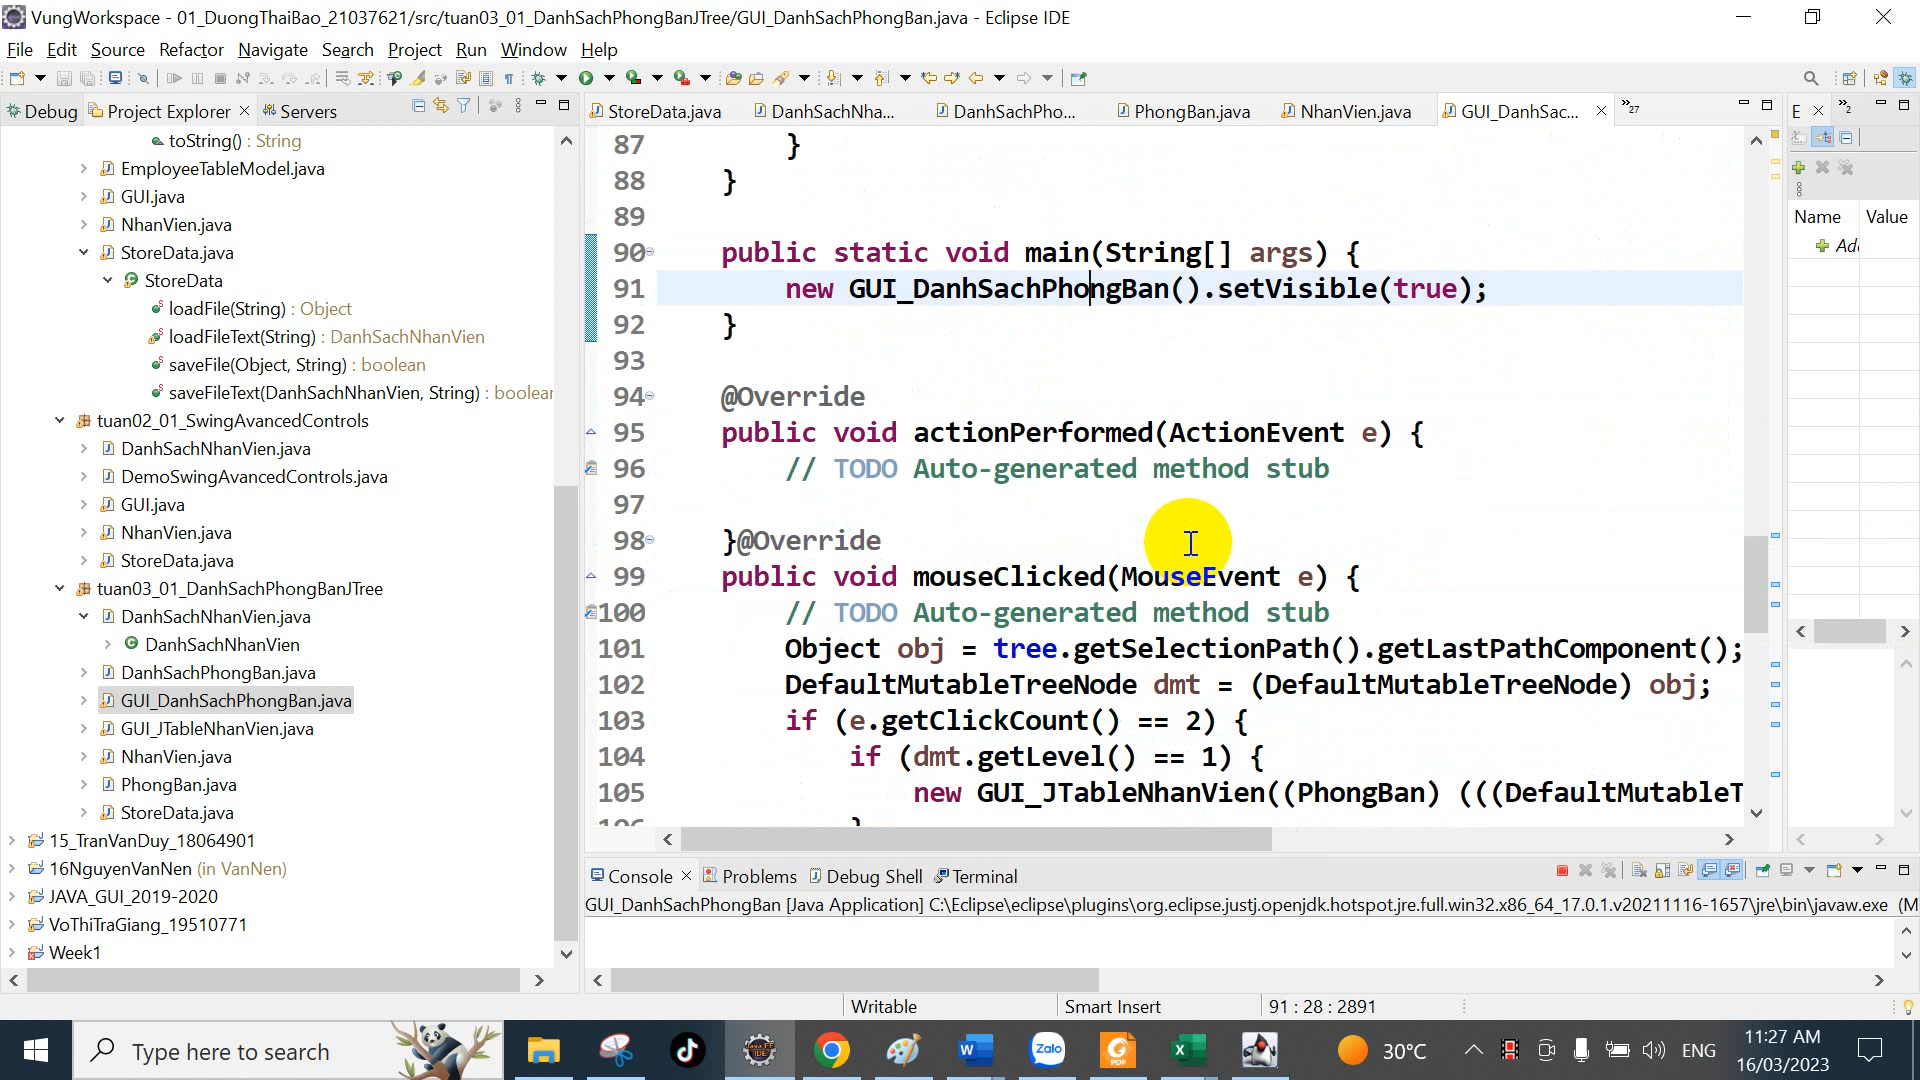 VungWorkspace - 01_DuongThaiBao_21037621/src/tuan03_01_DanhSachPhongBanJTree/GUI_DanhSachPhongBan.java - Eclipse IDE
File Edit Source Refactor Navigate Search Project Run Window Help
Debug Project Explorer Servers
toString() : String
EmployeeTableModel.java
GUI.java
NhanVien.java
StoreData.java
StoreData
loadFile(String) : Object
loadFileText(String) : DanhSachNhanVien
saveFile(Object, String) : boolean
saveFileText(DanhSachNhanVien, String) : boolean
tuan02_01_SwingAvancedControls
DanhSachNhanVien.java
DemoSwingAvancedControls.java
GUI.java
NhanVien.java
StoreData.java
tuan03_01_DanhSachPhongBanJTree
DanhSachNhanVien.java
DanhSachNhanVien
DanhSachPhongBan.java
GUI_DanhSachPhongBan.java
GUI_JTableNhanVien.java
NhanVien.java
PhongBan.java
StoreData.java
15_TranVanDuy_18064901
16NguyenVanNen (in VanNen)
JAVA_GUI_2019-2020
VoThiTraGiang_19510771
Week1
StoreData.java DanhSachNha... DanhSachPho... PhongBan.java NhanVien.java GUI_DanhSac... 27
87 }
88 }
89
90 public static void main(String[] args) {
91 new GUI_DanhSachPhongBan().setVisible(true);
92 }
93
94 @Override
95 public void actionPerformed(ActionEvent e) {
96 // TODO Auto-generated method stub
97
98 }@Override
99 public void mouseClicked(MouseEvent e) {
100 // TODO Auto-generated method stub
101 Object obj = tree.getSelectionPath().getLastPathComponent();
102 DefaultMutableTreeNode dmt = (DefaultMutableTreeNode) obj;
103 if (e.getClickCount() == 2) {
104 if (dmt.getLevel() == 1) {
105 new GUI_JTableNhanVien((PhongBan) (((DefaultMutableT
E 2
Name Value
Console Problems Debug Shell Terminal
GUI_DanhSachPhongBan [Java Application] C:\Eclipse\eclipse\plugins\org.eclipse.justj.openjdk.hotspot.jre.full.win32.x86_64_17.0.1.v20211116-1657\jre\bin\javaw.exe (M
Writable Smart Insert 91 : 28 : 2891
Type here to search
Java EE IDE
W
Zalo
PDF
30°C
ENG
11:27 AM
16/03/2023